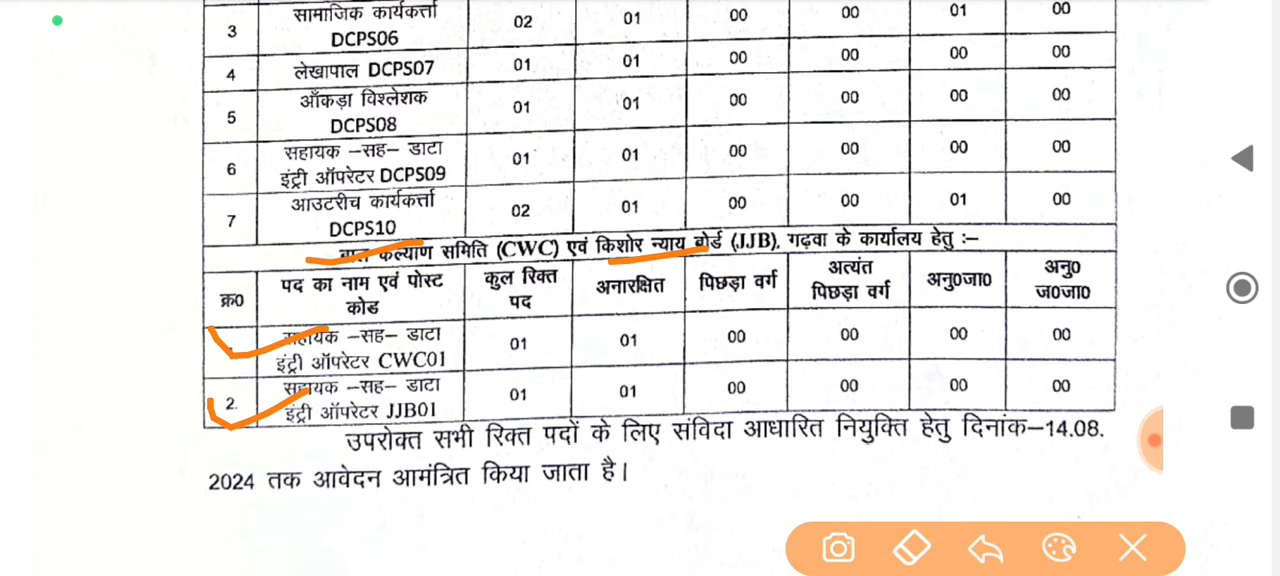 3 सामाजिक कार्यकर्त्ता DCPS06 02 01 00 00 01 00
4 लेखापाल DCPS07 01 01 00 00 00 00
5 आँकड़ा विश्लेशक DCPS08 01 01 00 00 00 00
6 सहायक –सह– डाटा इंट्री ऑपरेटर DCPS09 01 01 00 00 00 00
7 आउटरीच कार्यकर्त्ता DCPS10 02 01 00 00 01 00
कल्याण समिति (CWC) एवं किशोर न्याय बोर्ड (JJB), गढ़वा के कार्यालय हेतु :–
क्र0 पद का नाम एवं पोस्ट कोड कुल रिक्त पद अनारक्षित पिछड़ा वर्ग अत्यंत पिछड़ा वर्ग अनु0जा0 अनु0 ज0जा0
सहायक –सह– डाटा इंट्री ऑपरेटर CWC01 01 01 00 00 00 00
2. सहायक –सह– डाटा इंट्री ऑपरेटर JJB01 01 01 00 00 00 00
उपरोक्त सभी रिक्त पदों के लिए संविदा आधारित नियुक्ति हेतु दिनांक–14.08.
2024 तक आवेदन आमंत्रित किया जाता है।